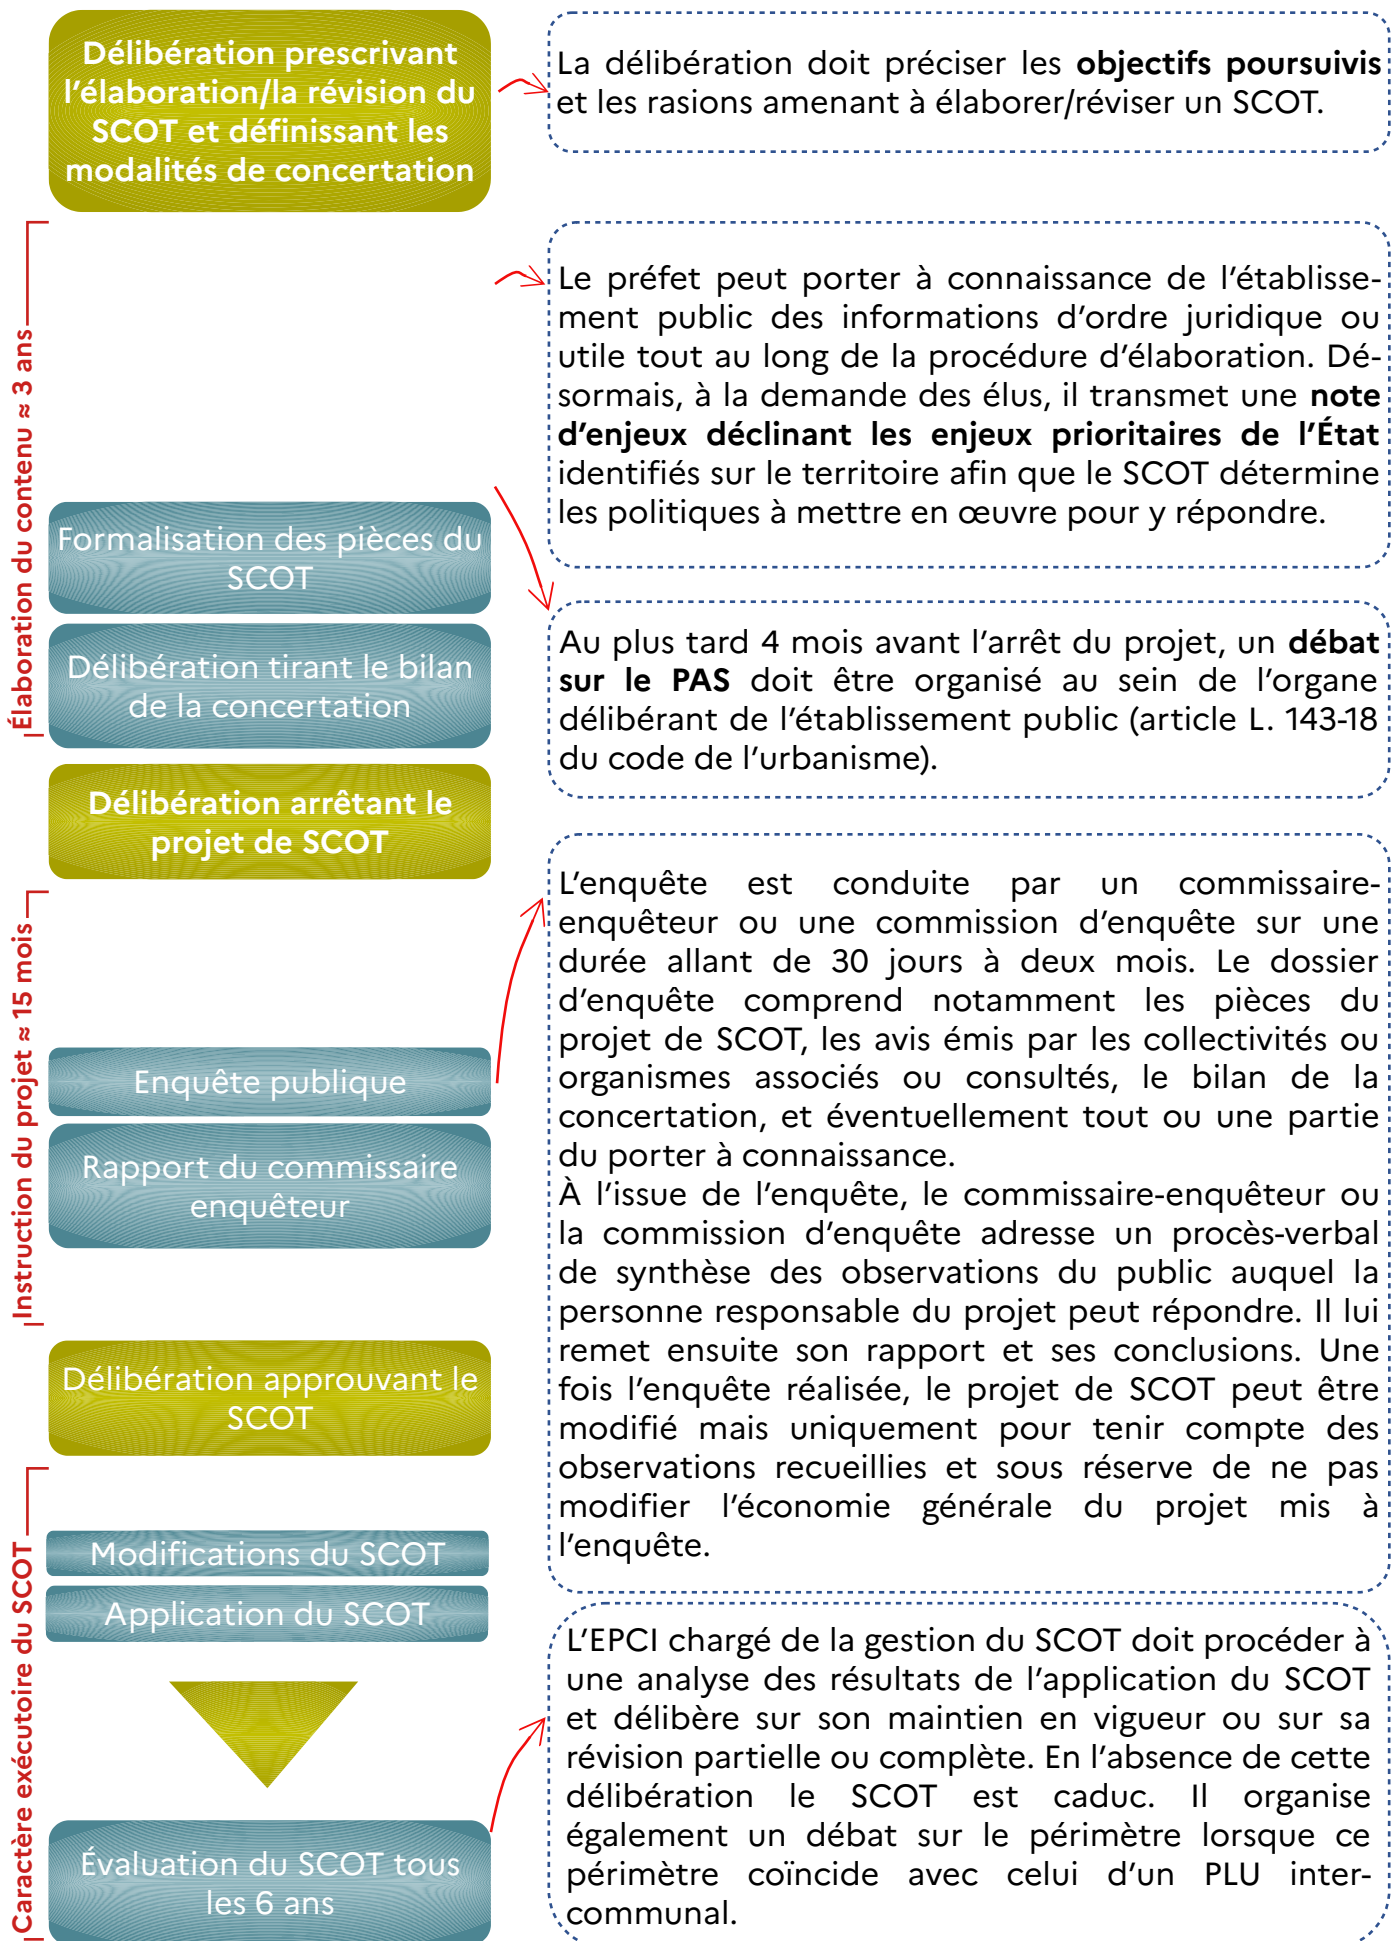 Délibération prescrivant
l’élaboration/la révision du
SCOT et définissant les
modalités de concertation
La délibération doit préciser les objectifs poursuivis
et les rasions amenant à élaborer/réviser un SCOT.
Élaboration du contenu ≈ 3 ans
Le préfet peut porter à connaissance de l’établisse-
ment public des informations d’ordre juridique ou
utile tout au long de la procédure d’élaboration. Dé-
sormais, à la demande des élus, il transmet une note
d’enjeux déclinant les enjeux prioritaires de l’État
identifiés sur le territoire afin que le SCOT détermine
les politiques à mettre en œuvre pour y répondre.
Formalisation des pièces du
SCOT
Délibération tirant le bilan
de la concertation
Au plus tard 4 mois avant l’arrêt du projet, un débat
sur le PAS doit être organisé au sein de l’organe
délibérant de l’établissement public (article L. 143-18
du code de l’urbanisme).
Délibération arrêtant le
projet de SCOT
Instruction du projet ≈ 15 mois
L’enquête est conduite par un commissaire-
enquêteur ou une commission d’enquête sur une
durée allant de 30 jours à deux mois. Le dossier
d’enquête comprend notamment les pièces du
projet de SCOT, les avis émis par les collectivités ou
organismes associés ou consultés, le bilan de la
concertation, et éventuellement tout ou une partie
du porter à connaissance.
À l’issue de l’enquête, le commissaire-enquêteur ou
la commission d’enquête adresse un procès-verbal
de synthèse des observations du public auquel la
personne responsable du projet peut répondre. Il lui
remet ensuite son rapport et ses conclusions. Une
fois l’enquête réalisée, le projet de SCOT peut être
modifié mais uniquement pour tenir compte des
observations recueillies et sous réserve de ne pas
modifier l’économie générale du projet mis à
l’enquête.
Enquête publique
Rapport du commissaire
enquêteur
Délibération approuvant le
SCOT
Caractère exécutoire du SCOT
Modifications du SCOT
Application du SCOT
Évaluation du SCOT tous
les 6 ans
L’EPCI chargé de la gestion du SCOT doit procéder à
une analyse des résultats de l’application du SCOT
et délibère sur son maintien en vigueur ou sur sa
révision partielle ou complète. En l’absence de cette
délibération le SCOT est caduc. Il organise
également un débat sur le périmètre lorsque ce
périmètre coïncide avec celui d’un PLU inter-
communal.